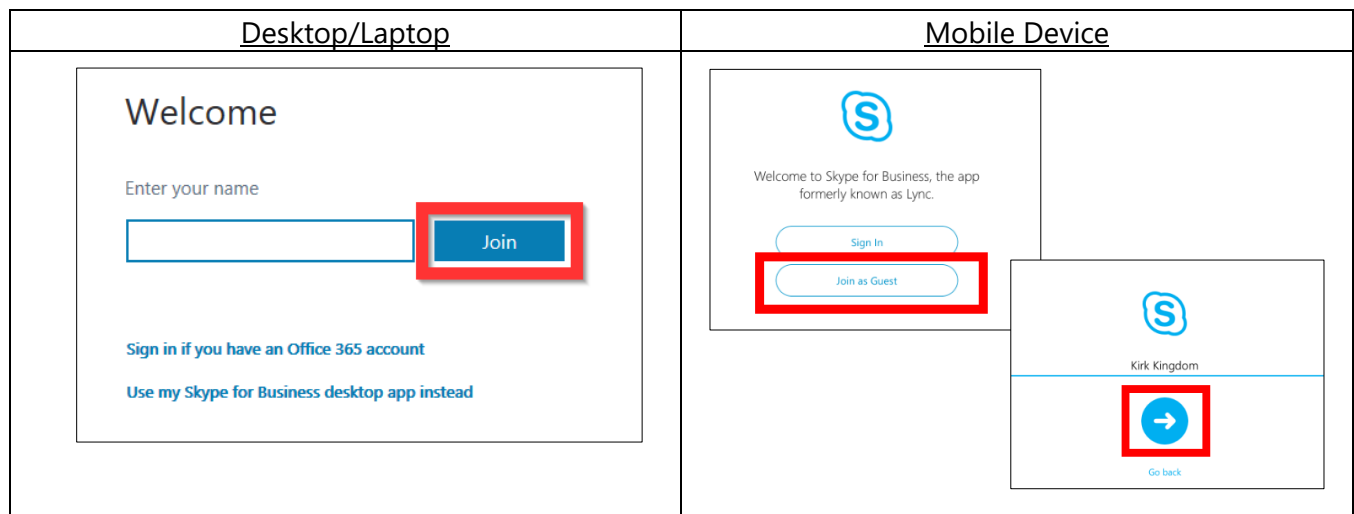 Desktop/Laptop
Welcome
Enter your name
Join
Sign in if you have an Office 365 account
Use my Skype for Business desktop app instead
Mobile Device
S
Welcome to Skype for Business, the app
formerly known as Lync.
Sign In
Join as Guest
S
Kirk Kingdom
Go back